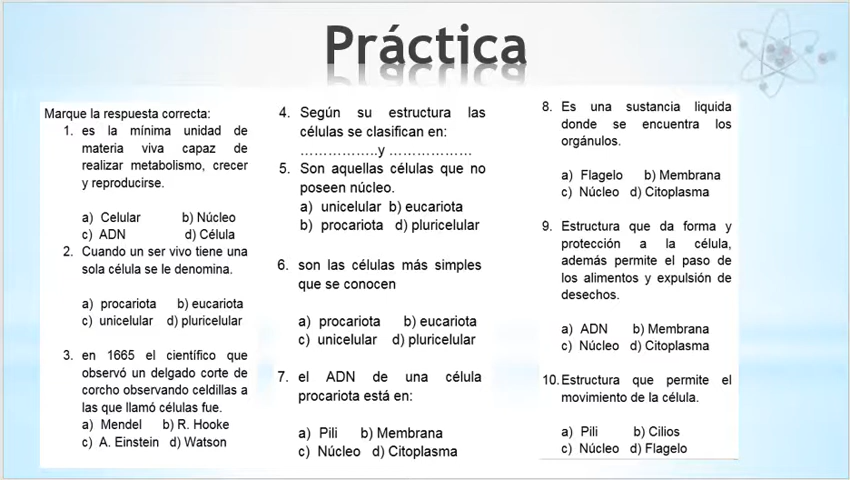 Práctica
Marque la respuesta correcta:
1. es la mínima unidad de
materia viva capaz de
realizar metabolismo, crecer
y reproducirse.
a) Celular b) Núcleo
c) ADN d) Célula
2. Cuando un ser vivo tiene una
sola célula se le denomina.
a) procariota b) eucariota
c) unicelular d) pluricelular
3. en 1665 el científico que
observó un delgado corte de
corcho observando celdillas a
las que llamó células fue.
a) Mendel b) R. Hooke
c) A. Einstein d) Watson
4. Según su estructura las
células se clasifican en:
……………..y ………………
5. Son aquellas células que no
poseen núcleo.
a) unicelular b) eucariota
b) procariota d) pluricelular
6. son las células más simples
que se conocen
a) procariota b) eucariota
c) unicelular d) pluricelular
7. el ADN de una célula
procariota está en:
a) Pili b) Membrana
c) Núcleo d) Citoplasma
8. Es una sustancia liquida
donde se encuentra los
orgánulos.
a) Flagelo b) Membrana
c) Núcleo d) Citoplasma
9. Estructura que da forma y
protección a la célula,
además permite el paso de
los alimentos y expulsión de
desechos.
a) ADN b) Membrana
c) Núcleo d) Citoplasma
10. Estructura que permite el
movimiento de la célula.
a) Pili b) Cilios
c) Núcleo d) Flagelo